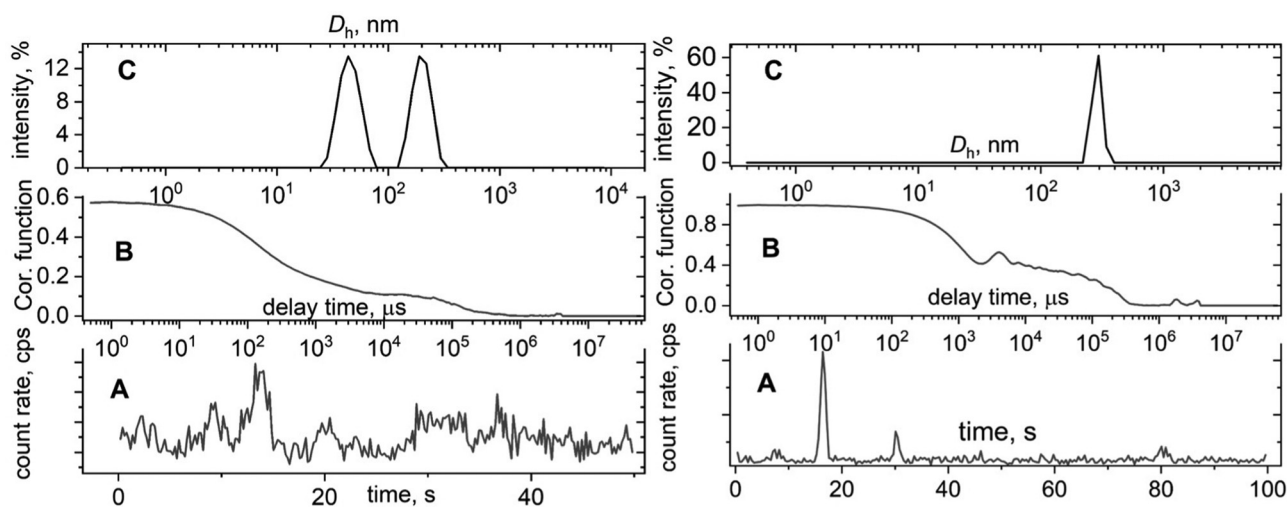 D_h, nm
intensity, %
C
12
8
4
0
10^0 10^1 10^2 10^3 10^4
Cor. function
B
0.6
0.4
0.2
0.0
delay time, μs
10^0 10^1 10^2 10^3 10^4 10^5 10^6 10^7
count rate, cps
A
0 20 40
time, s
intensity, %
C
60
40
20
0
D_h, nm
10^0 10^1 10^2 10^3
Cor. function
B
0.8
0.4
0.0
delay time, μs
10^0 10^1 10^2 10^3 10^4 10^5 10^6 10^7
count rate, cps
A
time, s
0 20 40 60 80 100